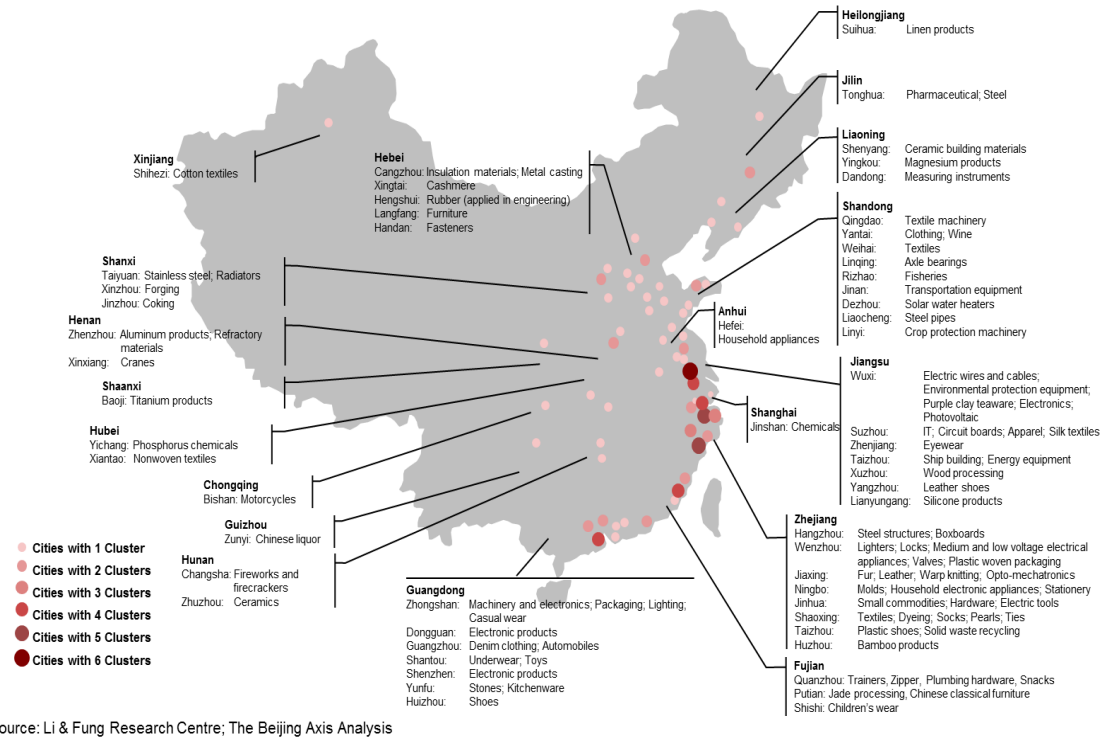 Heilongjiang
Suihua: Linen products
Jilin
Tonghua: Pharmaceutical; Steel
Liaoning
Shenyang: Ceramic building materials
Yingkou: Magnesium products
Dandong: Measuring instruments
Xinjiang
Shihezi: Cotton textiles
Hebei
Cangzhou: Insulation materials; Metal casting
Xingtai: Cashmere
Hengshui: Rubber (applied in engineering)
Langfang: Furniture
Handan: Fasteners
Shandong
Qingdao: Textile machinery
Yantai: Clothing; Wine
Weihai: Textiles
Linqing: Axle bearings
Rizhao: Fisheries
Jinan: Transportation equipment
Dezhou: Solar water heaters
Liaocheng: Steel pipes
Linyi: Crop protection machinery
Shanxi
Taiyuan: Stainless steel; Radiators
Xinzhou: Forging
Jinzhou: Coking
Henan
Zhenzhou: Aluminum products; Refractory
materials
Xinxiang: Cranes
Shaanxi
Baoji: Titanium products
Hubei
Yichang: Phosphorus chemicals
Xiantao: Nonwoven textiles
Chongqing
Bishan: Motorcycles
Guizhou
Zunyi: Chinese liquor
Hunan
Changsha: Fireworks and
firecrackers
Zhuzhou: Ceramics
Anhui
Hefei:
Household appliances
Shanghai
Jinshan: Chemicals
Jiangsu
Wuxi: Electric wires and cables;
Environmental protection equipment;
Purple clay teaware; Electronics;
Photovoltaic
Suzhou: IT; Circuit boards; Apparel; Silk textiles
Zhenjiang: Eyewear
Taizhou: Ship building; Energy equipment
Xuzhou: Wood processing
Yangzhou: Leather shoes
Lianyungang: Silicone products
Zhejiang
Hangzhou: Steel structures; Boxboards
Wenzhou: Lighters; Locks; Medium and low voltage electrical
appliances; Valves; Plastic woven packaging
Jiaxing: Fur; Leather; Warp knitting; Opto-mechatronics
Ningbo: Molds; Household electronic appliances; Stationery
Jinhua: Small commodities; Hardware; Electric tools
Shaoxing: Textiles; Dyeing; Socks; Pearls; Ties
Taizhou: Plastic shoes; Solid waste recycling
Huzhou: Bamboo products
Fujian
Quanzhou: Trainers, Zipper, Plumbing hardware, Snacks
Putian: Jade processing, Chinese classical furniture
Shishi: Children's wear
Guangdong
Zhongshan: Machinery and electronics; Packaging; Lighting;
Casual wear
Dongguan: Electronic products
Guangzhou: Denim clothing; Automobiles
Shantou: Underwear; Toys
Shenzhen: Electronic products
Yunfu: Stones; Kitchenware
Huizhou: Shoes
Cities with 1 Cluster
Cities with 2 Clusters
Cities with 3 Clusters
Cities with 4 Clusters
Cities with 5 Clusters
Cities with 6 Clusters
ource: Li & Fung Research Centre; The Beijing Axis Analysis